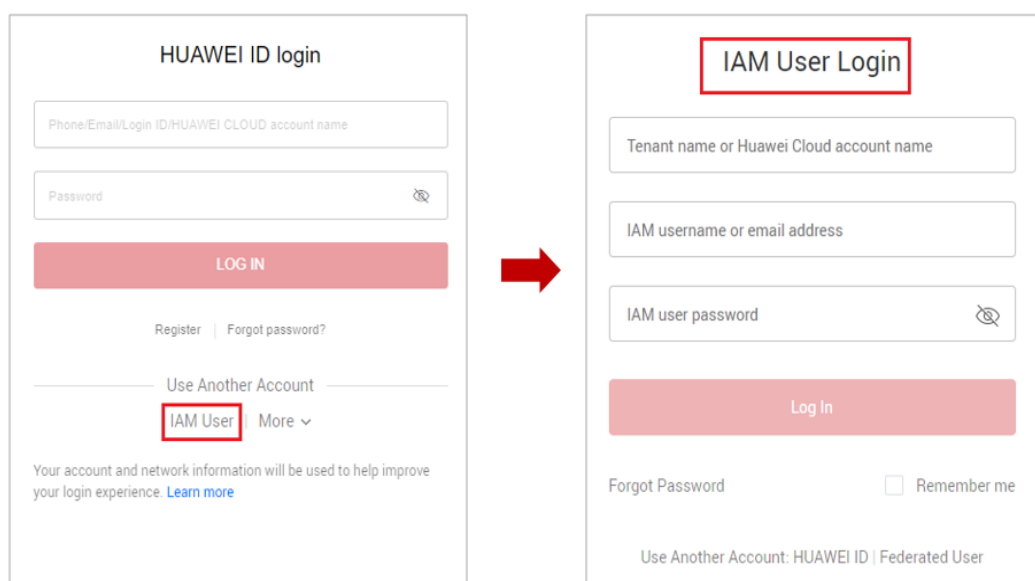 HUAWEI ID login
Phone/Email/Login ID/HUAWEI CLOUD account name
Password
LOG IN
Register | Forgot password?
Use Another Account
IAM User | More
Your account and network information will be used to help improve
your login experience. Learn more
IAM User Login
Tenant name or Huawei Cloud account name
IAM username or email address
IAM user password
Log In
Forgot Password
Remember me
Use Another Account: HUAWEI ID | Federated User